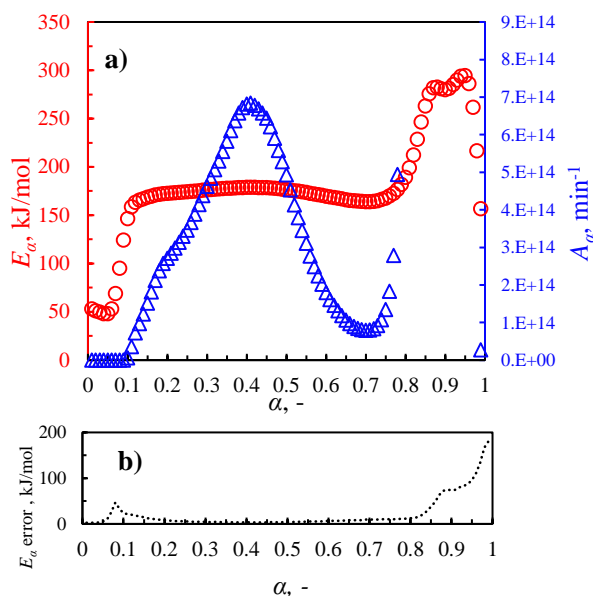 a)
350
300
250
200
150
100
50
0
Eα, kJ/mol
9.E+14
8.E+14
7.E+14
6.E+14
5.E+14
4.E+14
3.E+14
2.E+14
1.E+14
0.E+00
Aα, min-1
0 0.1 0.2 0.3 0.4 0.5 0.6 0.7 0.8 0.9 1
α, -
b)
200
100
0
Eα error , kJ/mol
0 0.1 0.2 0.3 0.4 0.5 0.6 0.7 0.8 0.9 1
α, -